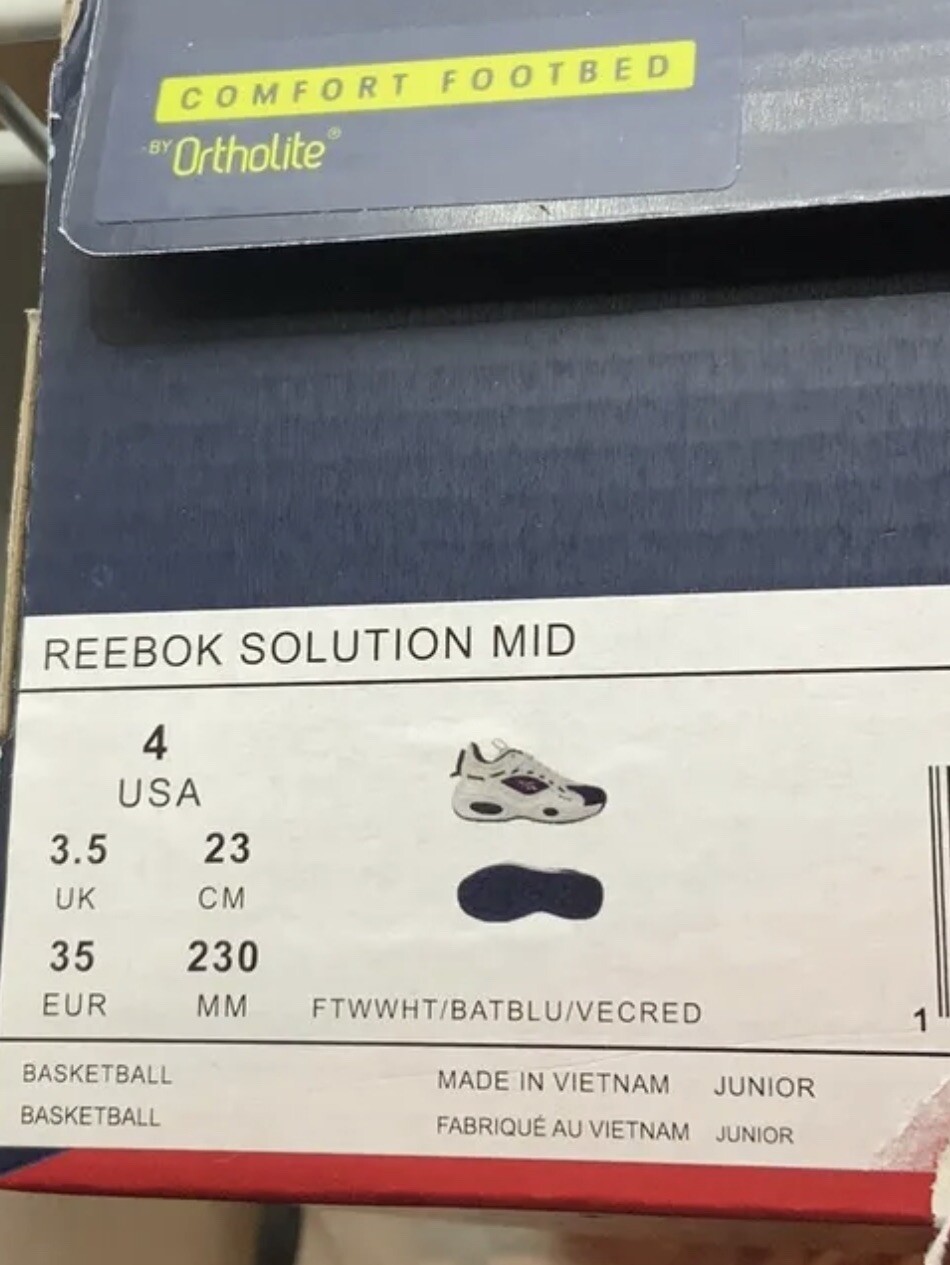 COMFORT FOOTBED
BY Ortholite®
REEBOK SOLUTION MID
4
USA
3.5 23
UK CM
35 230
EUR MM FTWWHT/BATBLU/VECRED
1
BASKETBALL MADE IN VIETNAM JUNIOR
BASKETBALL FABRIQUÉ AU VIETNAM JUNIOR